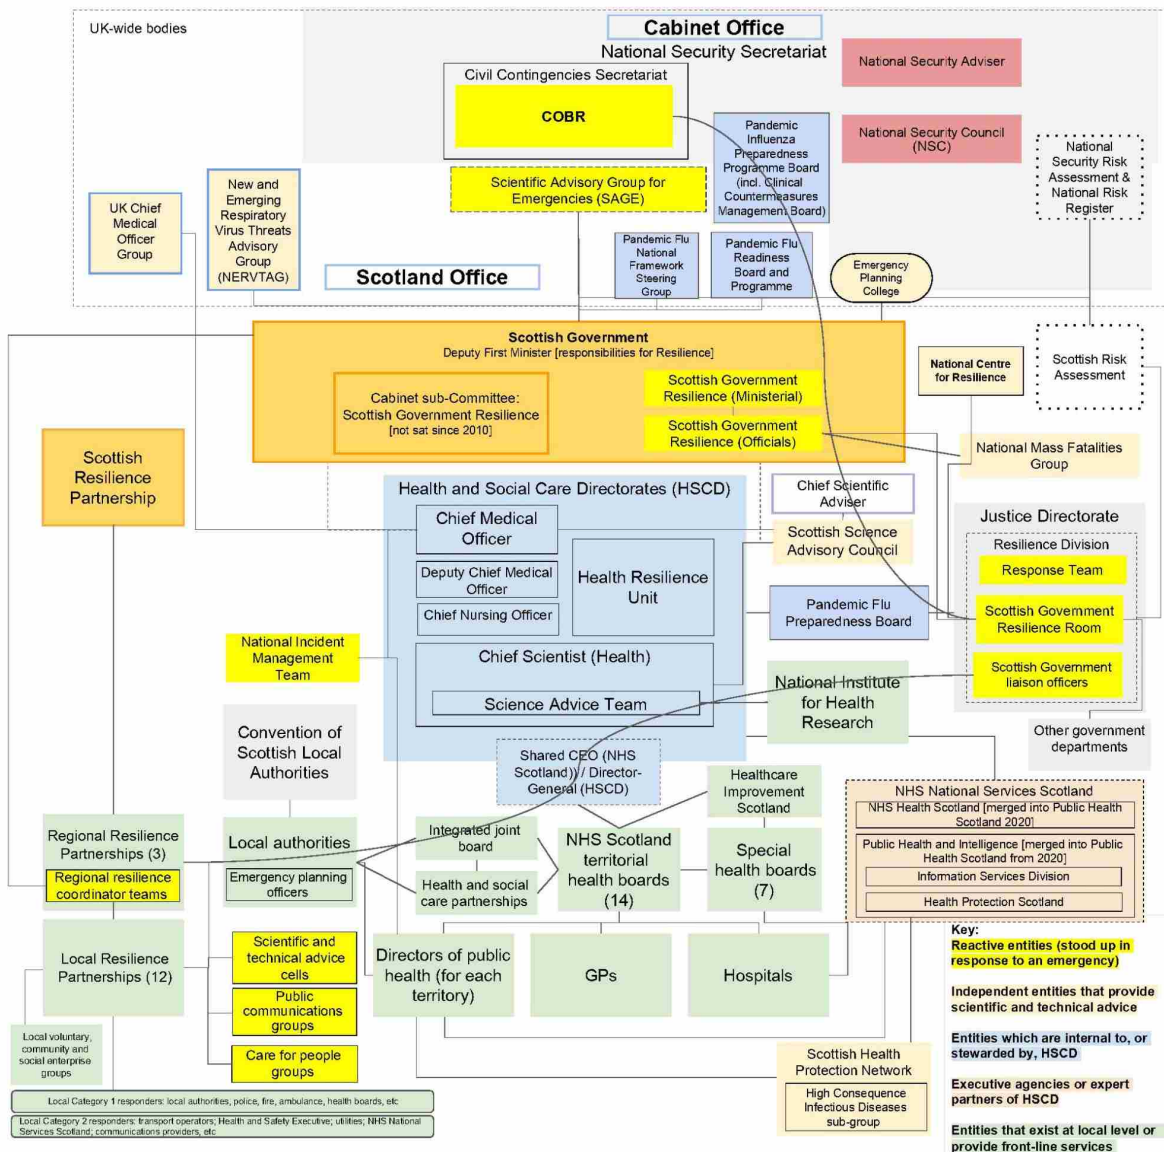 UK-wide bodies
Cabinet Office
National Security Secretariat
Civil Contingencies Secretariat
COBR
National Security Adviser
Pandemic
Influenza
Preparedness
Programme Board
(incl. Clinical
Countermeasures
Management Board)
National Security Council
(NSC)
National
Security Risk
Assessment &
National Risk
Register
Scientific Advisory Group for
Emergencies (SAGE)
UK Chief
Medical
Officer
Group
New and
Emerging
Respiratory
Virus Threats
Advisory
Group
(NERVTAG)
Scotland Office
Pandemic Flu
National
Framework
Steering
Group
Pandemic Flu
Readiness
Board and
Programme
Emergency
Planning
College
Scottish Government
Deputy First Minister [responsibilities for Resilience]
Cabinet sub-Committee:
Scottish Government Resilience
[not sat since 2010]
Scottish Government
Resilience (Ministerial)
Scottish Government
Resilience (Officials)
National Centre
for Resilience
Scottish Risk
Assessment
National Mass Fatalities
Group
Scottish
Resilience
Partnership
Health and Social Care Directorates (HSCD)
Chief Medical
Officer
Deputy Chief Medical
Officer
Chief Nursing Officer
Health Resilience
Unit
Chief Scientist (Health)
Science Advice Team
Chief Scientific
Adviser
Scottish Science
Advisory Council
Pandemic Flu
Preparedness Board
Justice Directorate
Resilience Division
Response Team
Scottish Government
Resilience Room
Scottish Government
liaison officers
Other government
departments
National Incident
Management
Team
National Institute
for Health
Research
Convention of
Scottish Local
Authorities
Shared CEO (NHS
Scotland)) / Director-
General (HSCD)
Healthcare
Improvement
Scotland
NHS National Services Scotland
NHS Health Scotland [merged into Public Health
Scotland 2020]
Public Health and Intelligence [merged into Public
Health Scotland from 2020]
Information Services Division
Health Protection Scotland
Regional Resilience
Partnerships (3)
Regional resilience
coordinator teams
Local authorities
Emergency planning
officers
Integrated joint
board
Health and social
care partnerships
NHS Scotland
territorial
health boards
(14)
Special
health boards
(7)
Local Resilience
Partnerships (12)
Scientific and
technical advice
cells
Public
communications
groups
Care for people
groups
Directors of public
health (for each
territory)
GPs
Hospitals
Local voluntary,
community and
social enterprise
groups
Scottish Health
Protection Network
High Consequence
Infectious Diseases
sub-group
Local Category 1 responders: local authorities, police, fire, ambulance, health boards, etc
Local Category 2 responders: transport operators; Health and Safety Executive; utilities; NHS National
Services Scotland; communications providers, etc
Key:
Reactive entities (stood up in
response to an emergency)
Independent entities that provide
scientific and technical advice
Entities which are internal to, or
stewarded by, HSCD
Executive agencies or expert
partners of HSCD
Entities that exist at local level or
provide front-line services